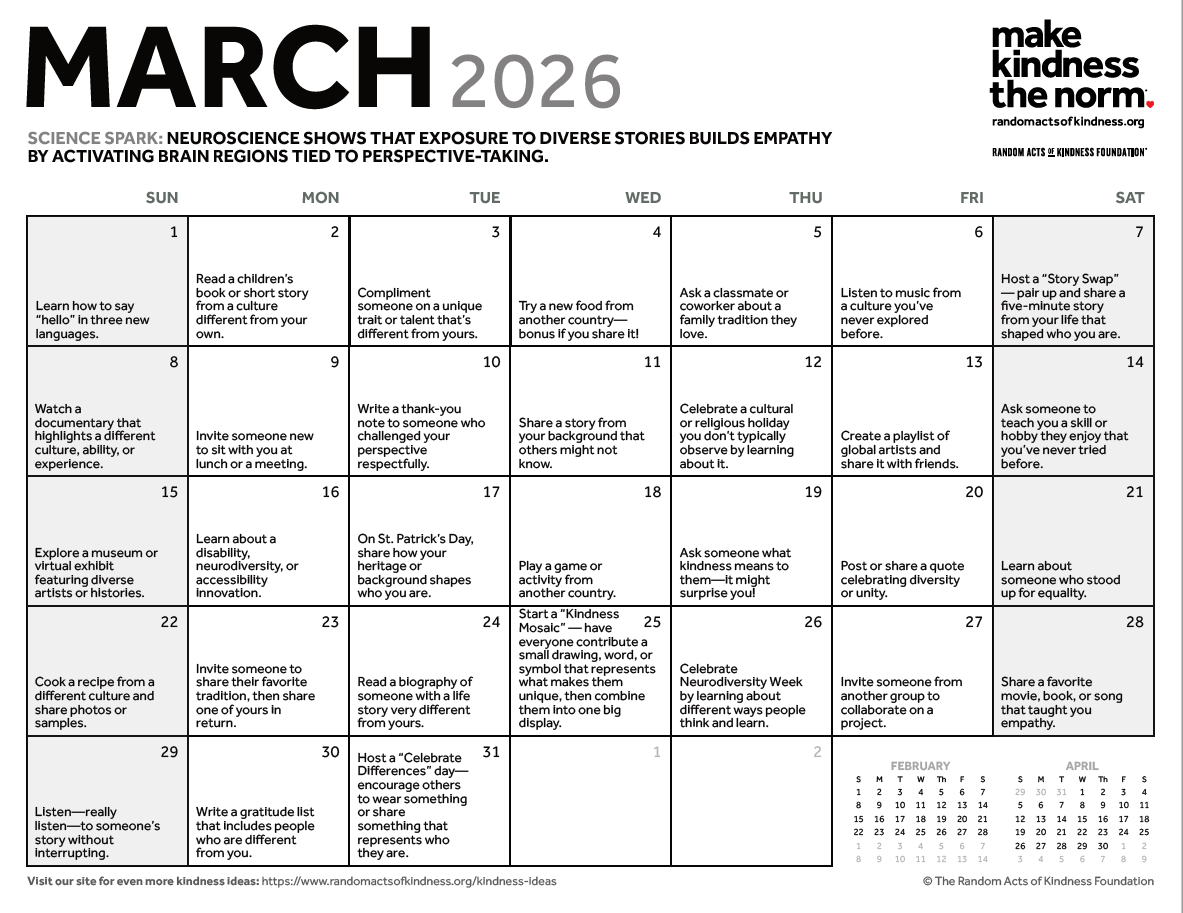 MARCH 2026
make
kindness
the norm.
randomactsofkindness.org
RANDOM ACTS OF KINDNESS FOUNDATION
SCIENCE SPARK: NEUROSCIENCE SHOWS THAT EXPOSURE TO DIVERSE STORIES BUILDS EMPATHY
BY ACTIVATING BRAIN REGIONS TIED TO PERSPECTIVE-TAKING.
SUN MON TUE WED THU FRI SAT
1
Learn how to say
“hello” in three new
languages.
2
Read a children’s
book or short story
from a culture
different from your
own.
3
Compliment
someone on a unique
trait or talent that’s
different from yours.
4
Try a new food from
another country—
bonus if you share it!
5
Ask a classmate or
coworker about a
family tradition they
love.
6
Listen to music from
a culture you’ve
never explored
before.
7
Host a “Story Swap”
— pair up and share a
five-minute story
from your life that
shaped who you are.
8
Watch a
documentary that
highlights a different
culture, ability, or
experience.
9
Invite someone new
to sit with you at
lunch or a meeting.
10
Write a thank-you
note to someone who
challenged your
perspective
respectfully.
11
Share a story from
your background that
others might not
know.
12
Celebrate a cultural
or religious holiday
you don’t typically
observe by learning
about it.
13
Create a playlist of
global artists and
share it with friends.
14
Ask someone to
teach you a skill or
hobby they enjoy that
you’ve never tried
before.
15
Explore a museum or
virtual exhibit
featuring diverse
artists or histories.
16
Learn about a
disability,
neurodiversity, or
accessibility
innovation.
17
On St. Patrick’s Day,
share how your
heritage or
background shapes
who you are.
18
Play a game or
activity from
another country.
19
Ask someone what
kindness means to
them—it might
surprise you!
20
Post or share a quote
celebrating diversity
or unity.
21
Learn about
someone who stood
up for equality.
22
Cook a recipe from a
different culture and
share photos or
samples.
23
Invite someone to
share their favorite
tradition, then share
one of yours in
return.
24
Read a biography of
someone with a life
story very different
from yours.
25
Start a “Kindness
Mosaic” — have
everyone contribute a
small drawing, word, or
symbol that represents
what makes them
unique, then combine
them into one big
display.
26
Celebrate
Neurodiversity Week
by learning about
different ways people
think and learn.
27
Invite someone from
another group to
collaborate on a
project.
28
Share a favorite
movie, book, or song
that taught you
empathy.
29
Listen—really
listen—to someone’s
story without
interrupting.
30
Write a gratitude list
that includes people
who are different
from you.
31
Host a “Celebrate
Differences” day—
encourage others
to wear something
or share
something that
represents who
they are.
1
2
FEBRUARY
S M T W Th F S
1 2 3 4 5 6 7
8 9 10 11 12 13 14
15 16 17 18 19 20 21
22 23 24 25 26 27 28
1 2 3 4 5 6 7
8 9 10 11 12 13 14
APRIL
S M T W Th F S
29 30 31 1 2 3 4
5 6 7 8 9 10 11
12 13 14 15 16 17 18
19 20 21 22 23 24 25
26 27 28 29 30 1 2
3 4 5 6 7 8 9
Visit our site for even more kindness ideas: https://www.randomactsofkindness.org/kindness-ideas
© The Random Acts of Kindness Foundation